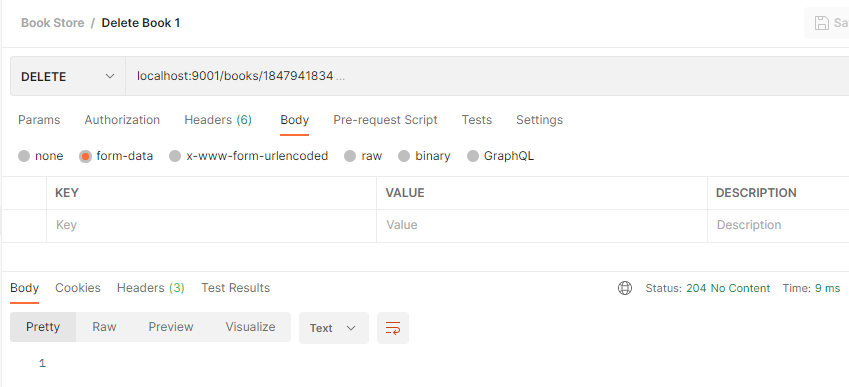 Book Store / Delete Book 1
DELETE localhost:9001/books/1847941834 ...
Params Authorization Headers (6) Body Pre-request Script Tests Settings
none form-data x-www-form-urlencoded raw binary GraphQL
KEY VALUE DESCRIPTION
Key Value Description
Body Cookies Headers (3) Test Results Status: 204 No Content Time: 9 ms
Pretty Raw Preview Visualize Text
1